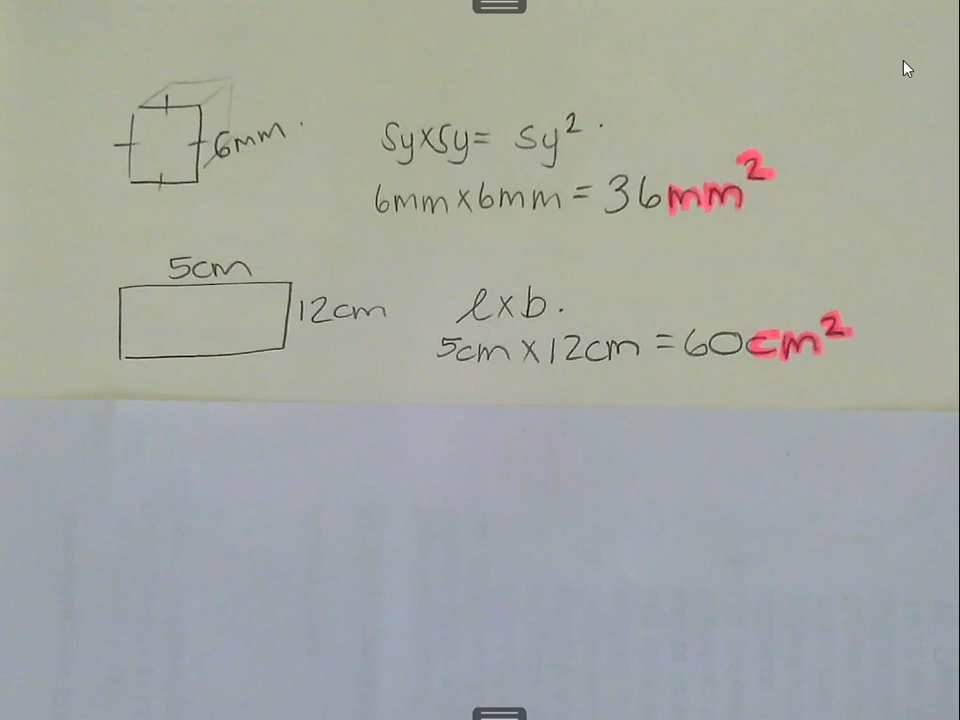 6mm.
sy×sy= sy².
6mm×6mm = 36mm²
5cm
12cm
l×b.
5cm×12cm =60cm²